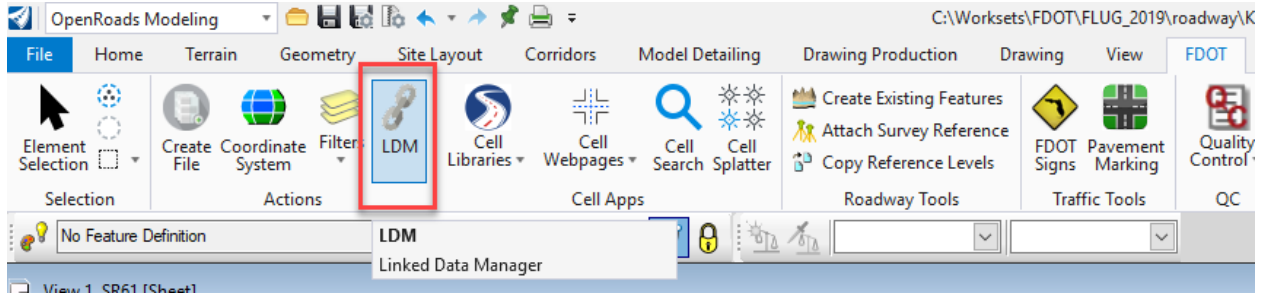 OpenRoads Modeling
C:\Worksets\FDOT\FLUG_2019\roadway\K
File Home Terrain Geometry Site Layout Corridors Model Detailing Drawing Production Drawing View FDOT
Element Selection
Create File
Coordinate System
Filters
LDM
Cell Libraries
Cell Webpages
Cell Search
Cell Splatter
Create Existing Features
Attach Survey Reference
Copy Reference Levels
FDOT Signs
Pavement Marking
Quality Control
Selection Actions Cell Apps Roadway Tools Traffic Tools QC
No Feature Definition
LDM
Linked Data Manager
View 1, SR61 [Sheet]